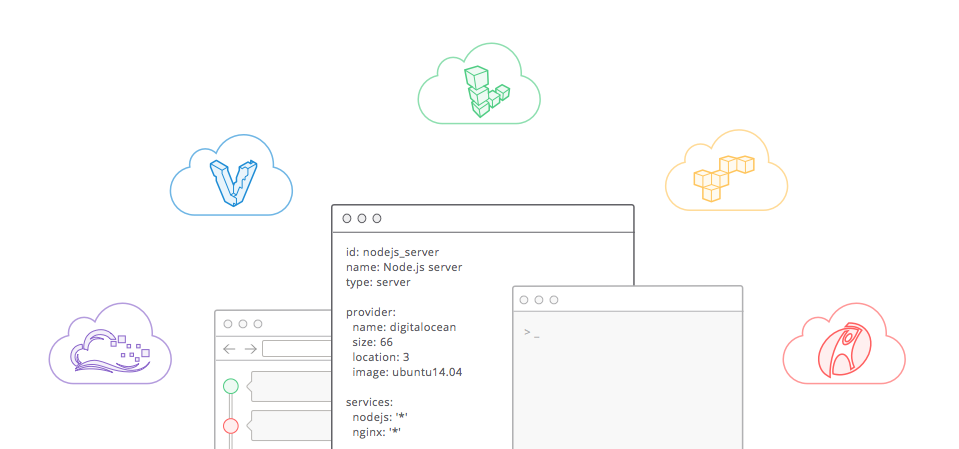 id: nodejs_server
name: Node.js server
type: server
provider:
name: digitalocean
size: 66
location: 3
image: ubuntu14.04
services:
nodejs: '*'
nginx: '*'
> _